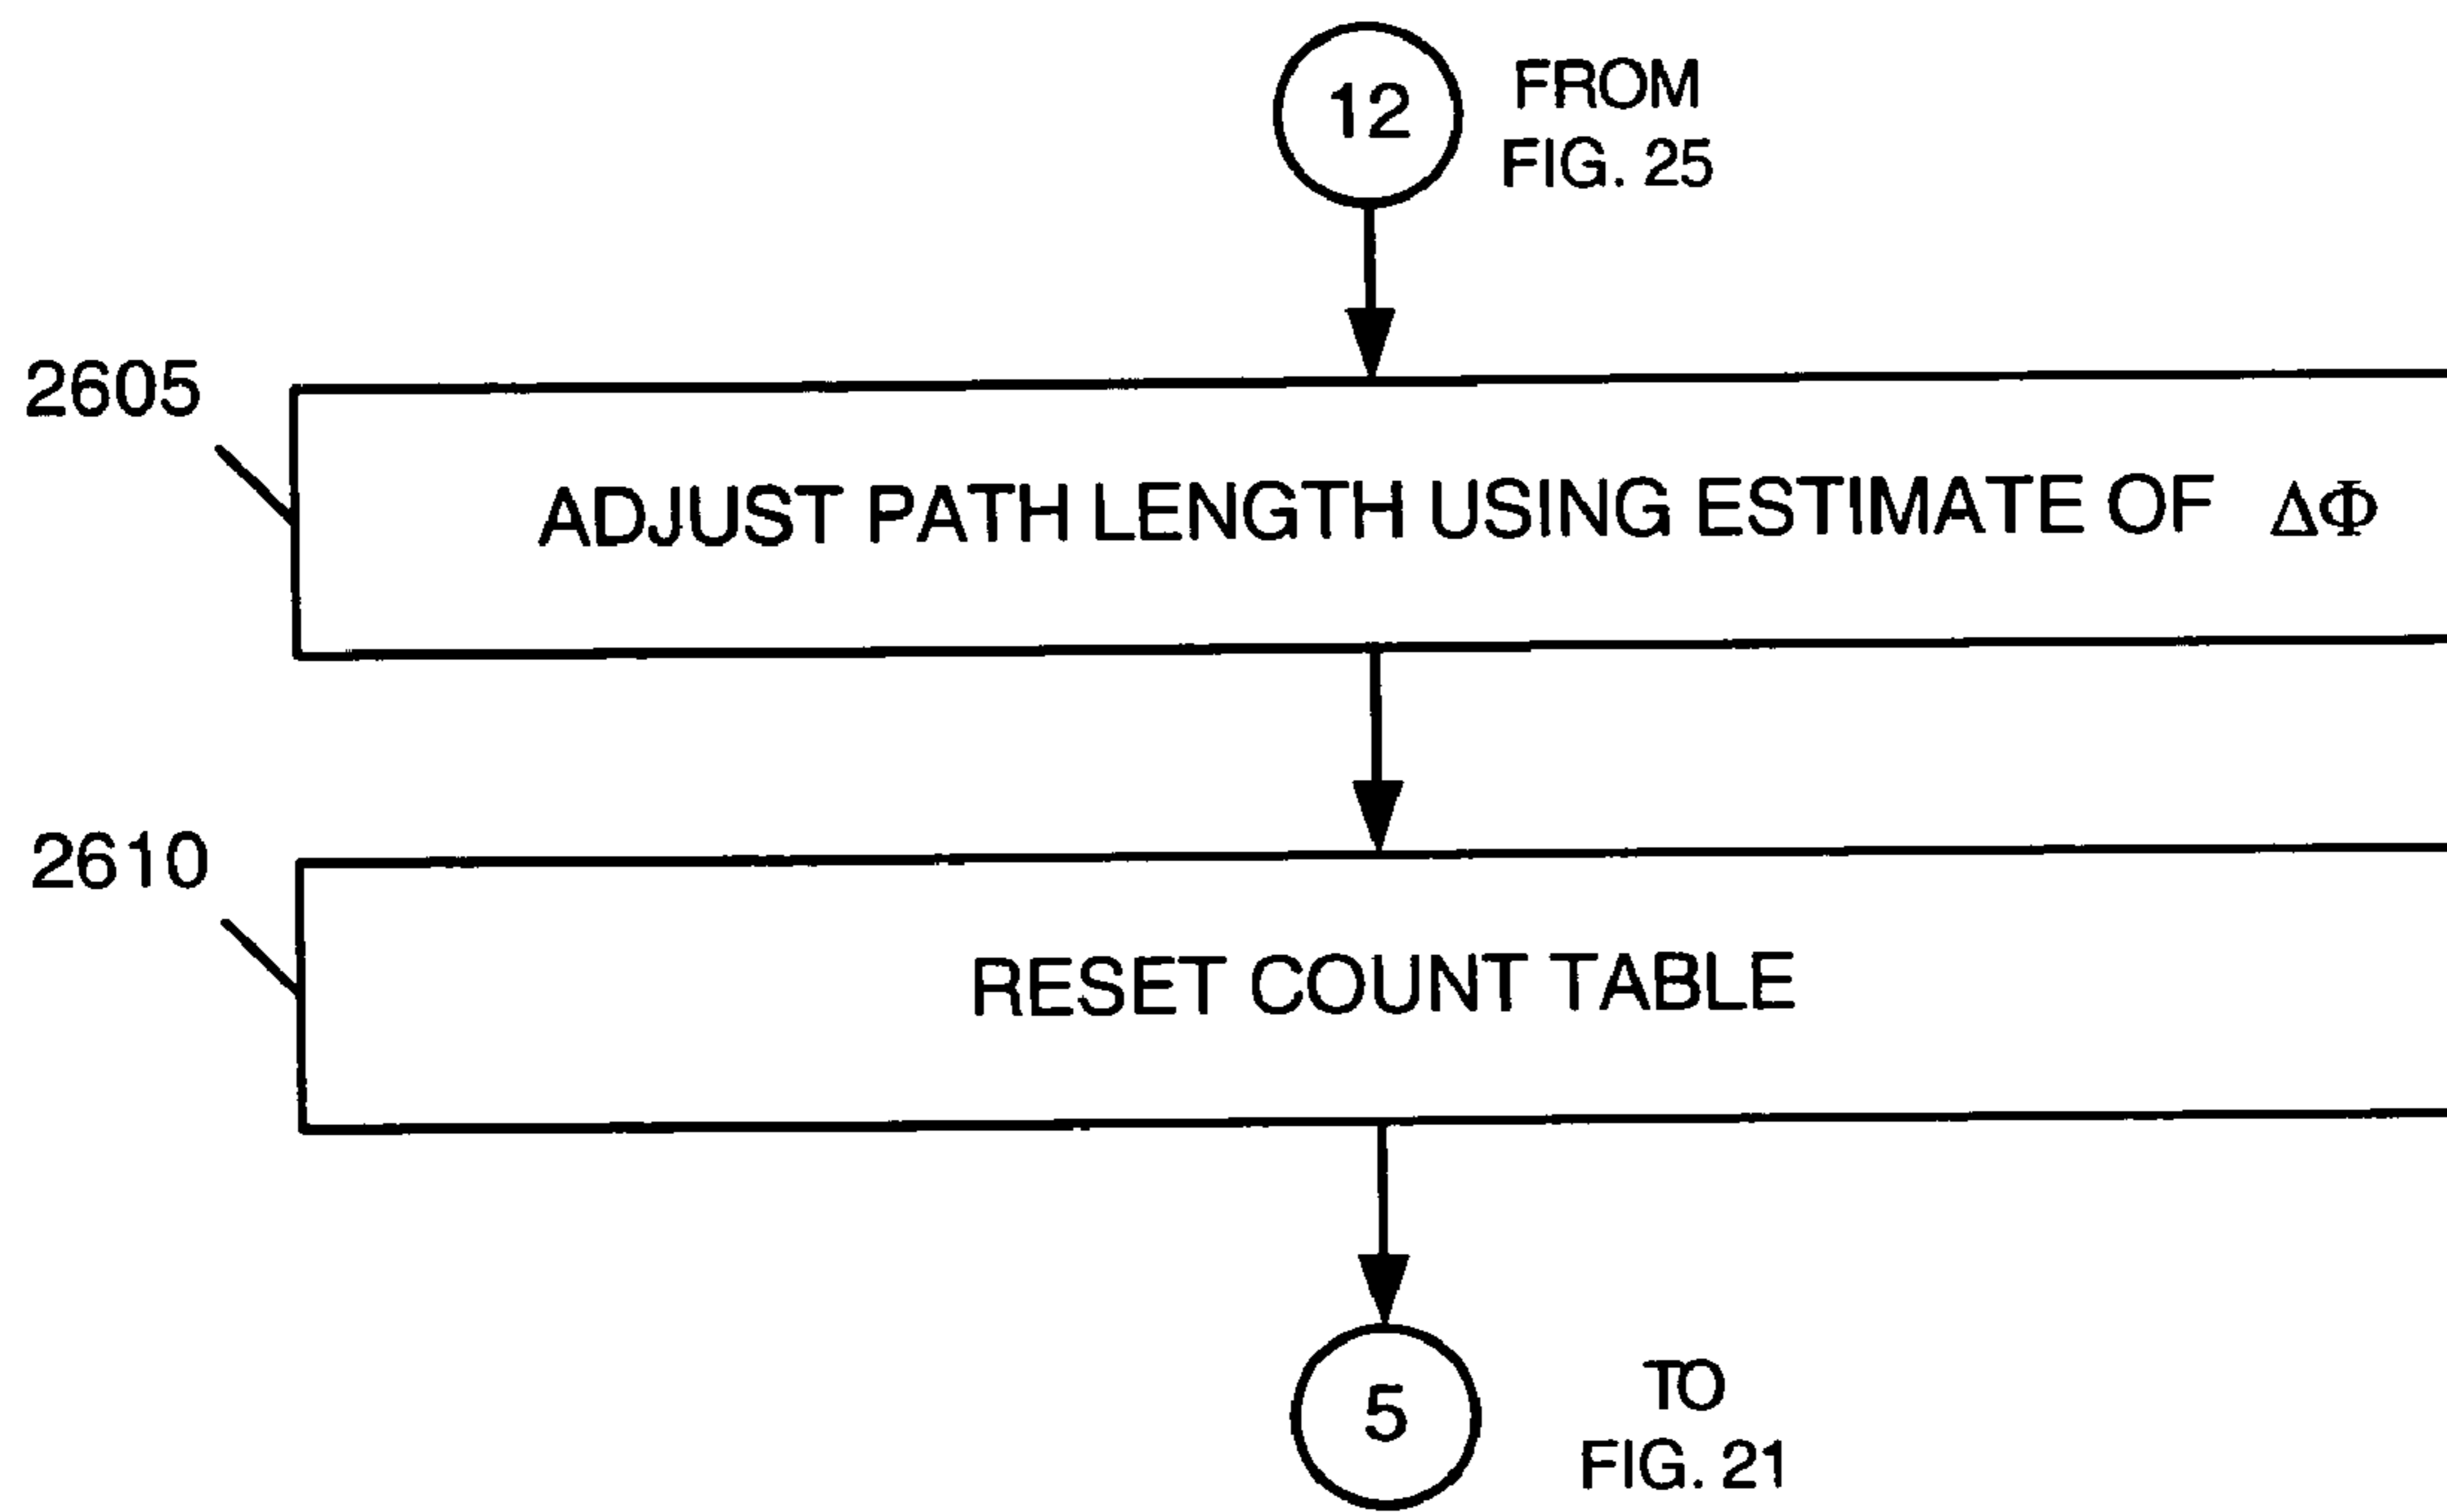 12
FROM
FIG. 25
2605
ADJUST PATH LENGTH USING ESTIMATE OF ΔΦ
2610
RESET COUNT TABLE
5
TO
FIG. 21